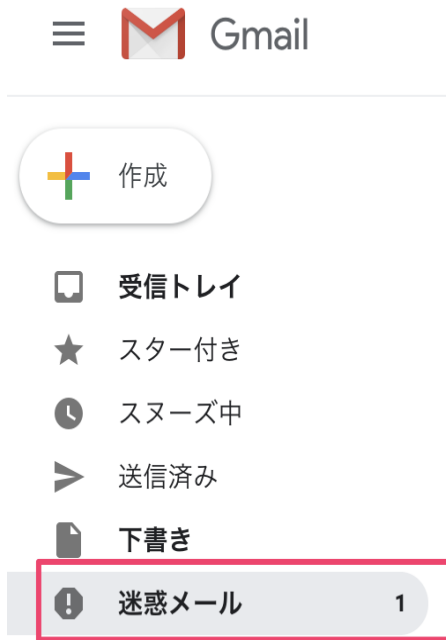 Gmail
作成
受信トレイ
スター付き
スヌーズ中
送信済み
下書き
迷惑メール 1